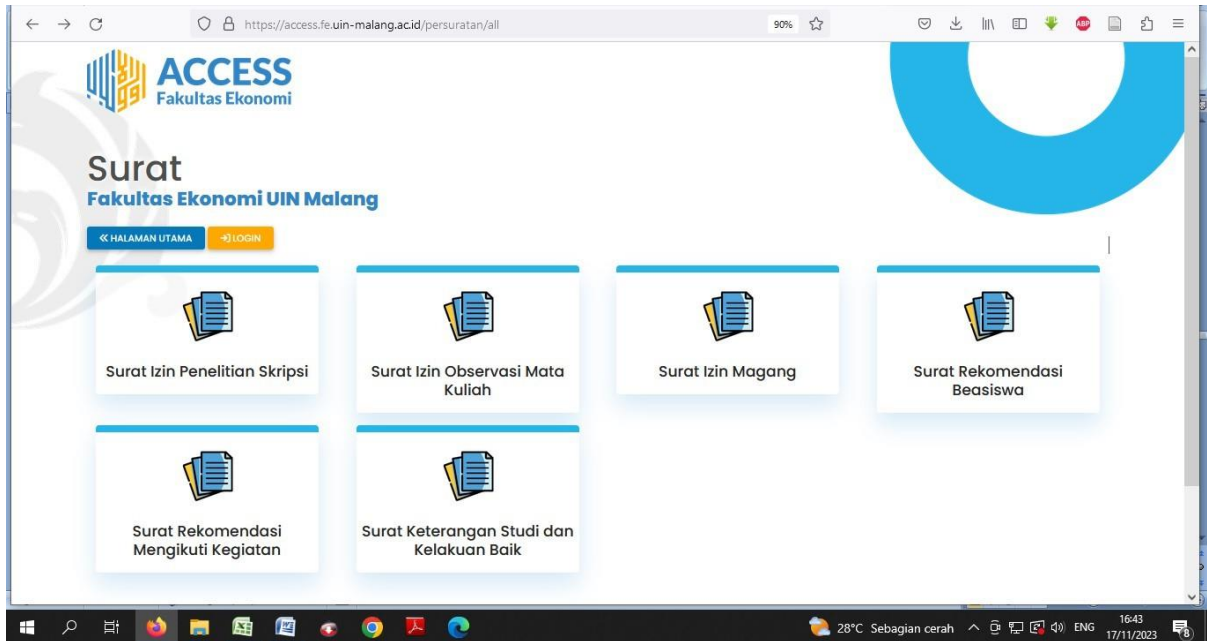 https://access.fe.uin-malang.ac.id/persuratan/all
90%
ABP
ACCESS
Fakultas Ekonomi
Surat
Fakultas Ekonomi UIN Malang
HALAMAN UTAMA
LOGIN
Surat Izin Penelitian Skripsi
Surat Izin Observasi Mata
Kuliah
Surat Izin Magang
Surat Rekomendasi
Beasiswa
Surat Rekomendasi
Mengikuti Kegiatan
Surat Keterangan Studi dan
Kelakuan Baik
28°C Sebagian cerah
ENG
16:43
17/11/2023